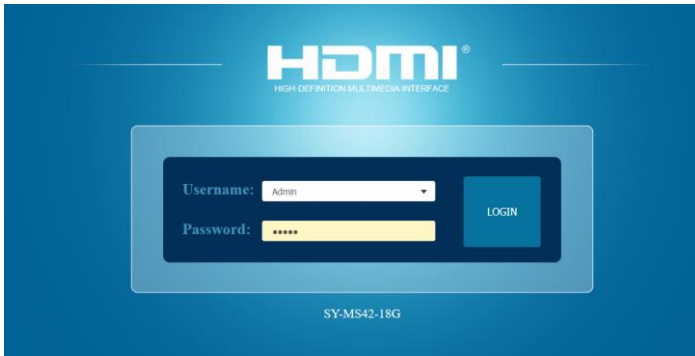 HDMI®
HIGH-DEFINITION MULTIMEDIA INTERFACE
Username: Admin
LOGIN
Password: •••••
SY-MS42-18G